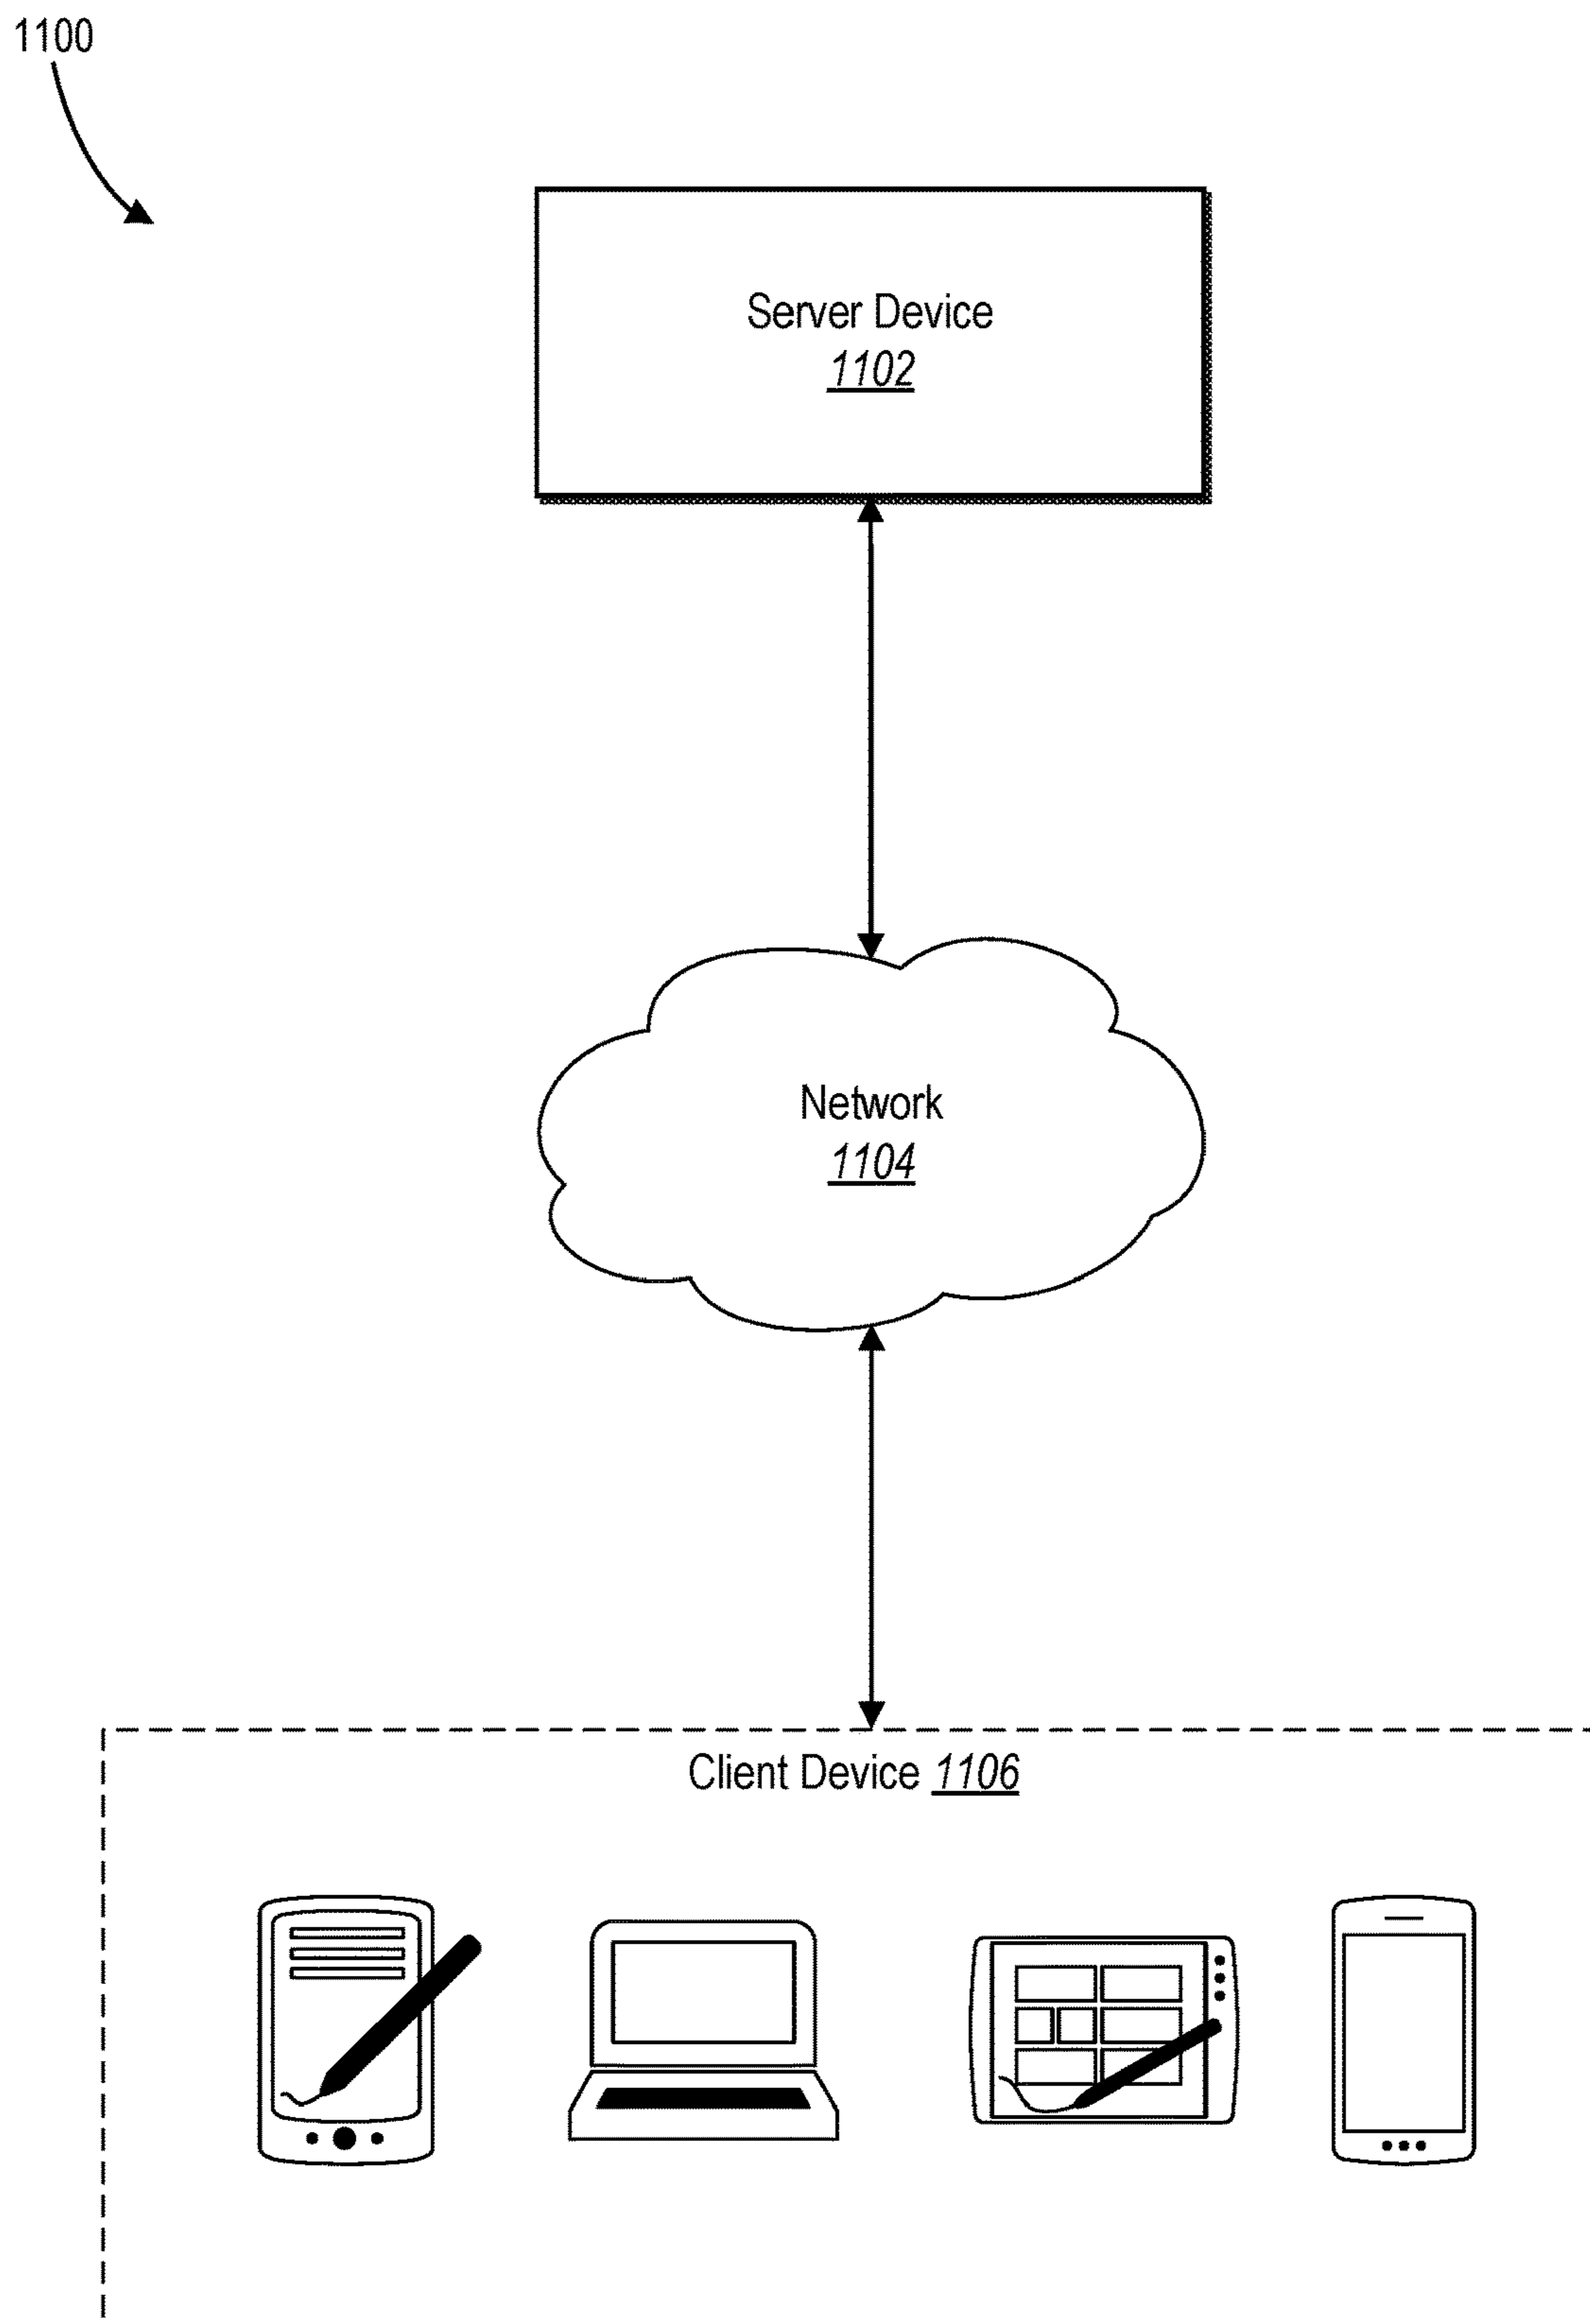 1100
Server Device
1102
Network
1104
Client Device 1106